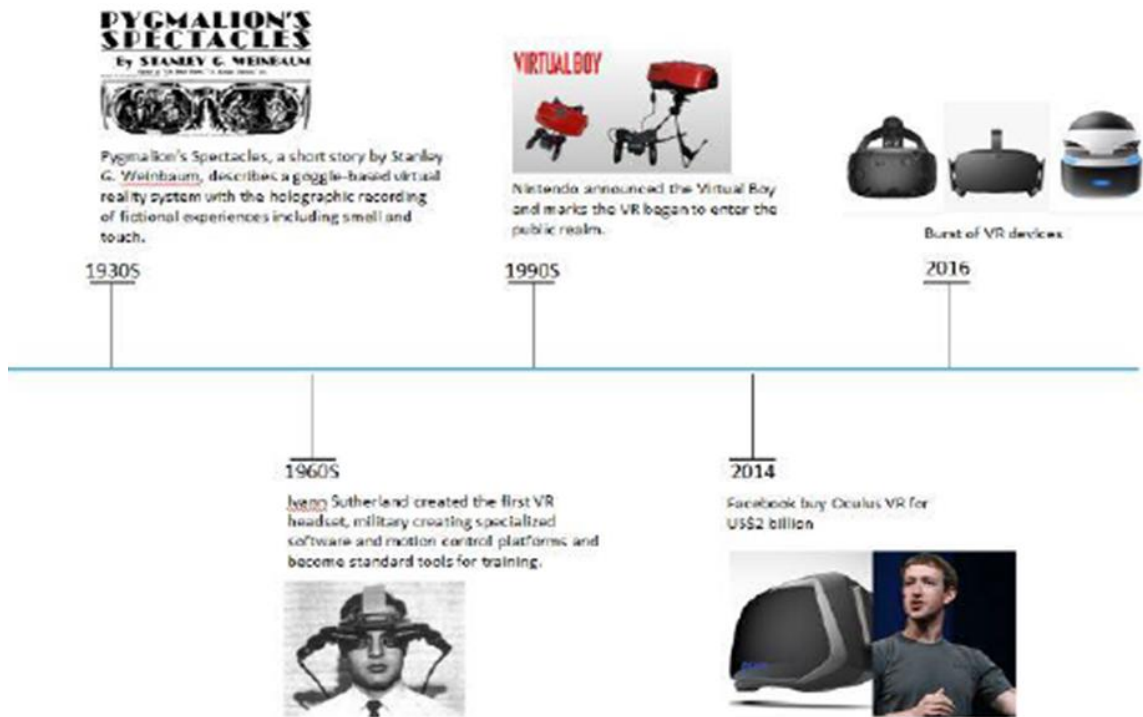 PYGMALION'S
SPECTACLES
By STANLEY G. WEINBAUM
Pygmalion's Spectacles, a short story by Stanley
G. Weinbaum, describes a goggle-based virtual
reality system with the holographic recording
of fictional experiences including smell and
touch.
1930S
VIRTUAL BOY
Nintendo announced the Virtual Boy
and marks the VR began to enter the
public realm.
1990S
Burst of VR devices
2016
1960S
Ivann Sutherland created the first VR
headset, military creating specialized
software and motion control platforms and
become standard tools for training.
2014
Facebook buy Oculus VR for
US$2 billion